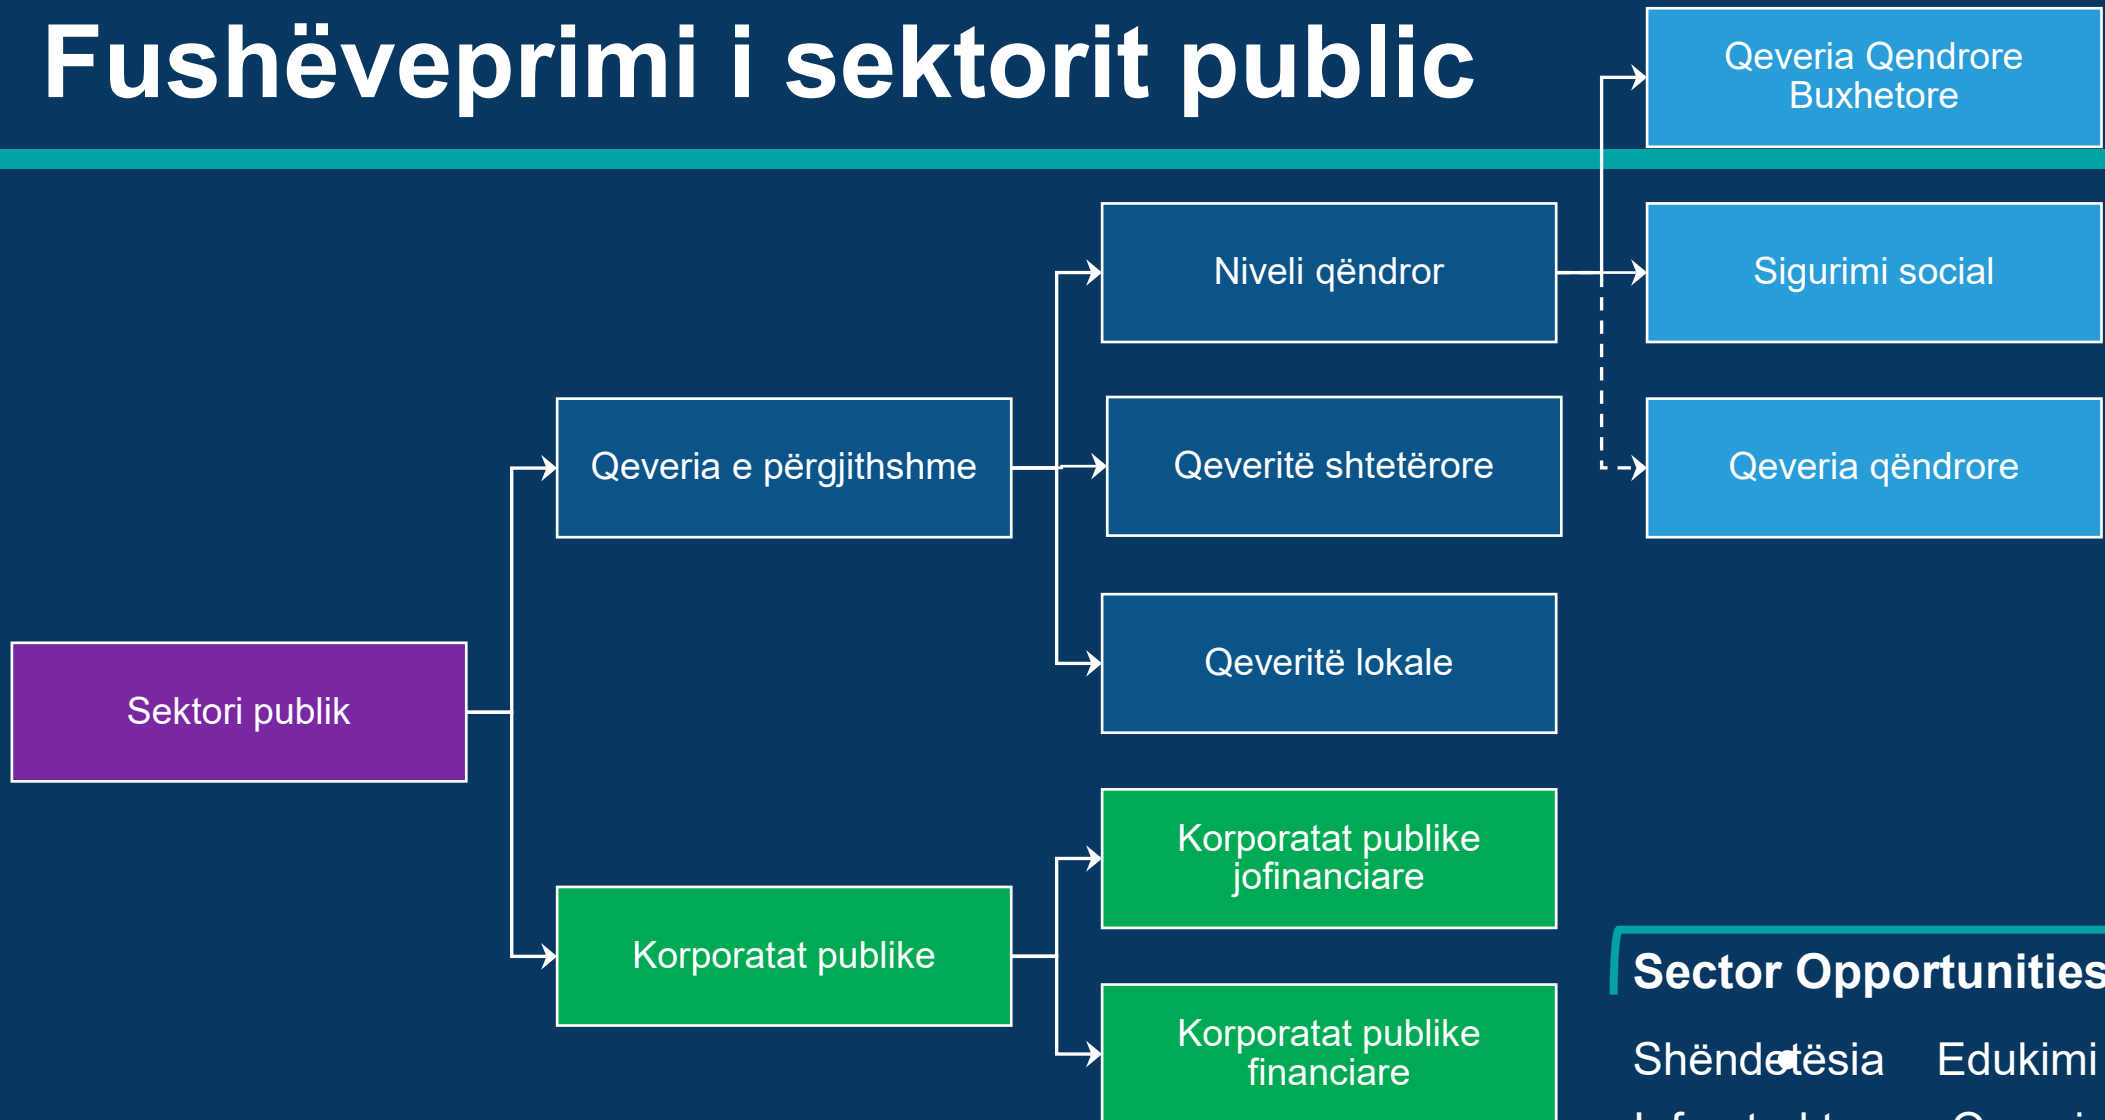 Fushëveprimi i sektorit public
Qeveria Qendrore
Buxhetore
Niveli qëndror
Sigurimi social
Qeveria e përgjithshme
Qeveritë shtetërore
Qeveria qëndrore
Qeveritë lokale
Sektori publik
Korporatat publike
jofinanciare
Korporatat publike
Korporatat publike
financiare
Sector Opportunities
Shëndetësia Edukimi